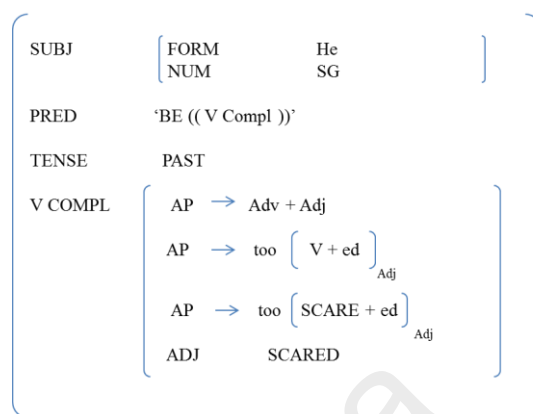 SUBJ FORM He
NUM SG
PRED ‘BE (( V Compl ))’
TENSE PAST
V COMPL AP → Adv + Adj
AP → too [ V + ed ] Adj
AP → too [ SCARE + ed ] Adj
ADJ SCARED